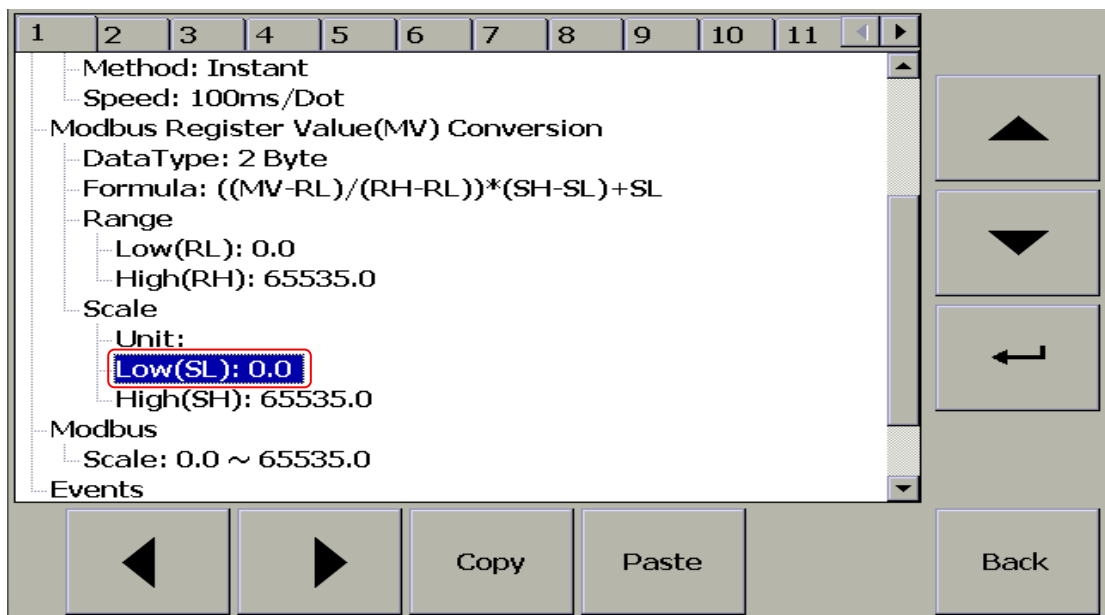 1 2 3 4 5 6 7 8 9 10 11
Method: Instant
Speed: 100ms/Dot
Modbus Register Value(MV) Conversion
DataType: 2 Byte
Formula: ((MV-RL)/(RH-RL))*(SH-SL)+SL
Range
Low(RL): 0.0
High(RH): 65535.0
Scale
Unit:
Low(SL): 0.0
High(SH): 65535.0
Modbus
Scale: 0.0 ~ 65535.0
Events
Copy Paste Back